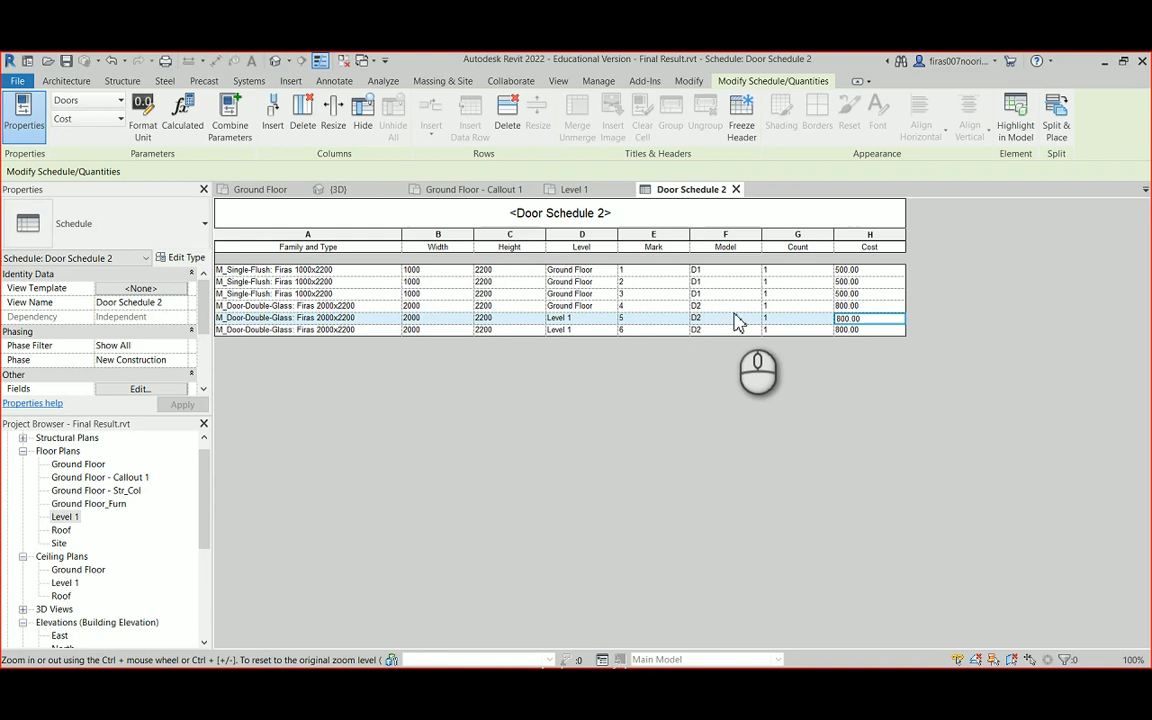 Autodesk Revit 2022 - Educational Version - Final Result.rvt - Schedule: Door Schedule 2
firas007noori...
File Architecture Structure Steel Precast Systems Insert Annotate Analyze Massing & Site Collaborate View Manage Add-Ins Modify Modify Schedule/Quantities
Properties
Doors
Cost
Format Unit
Calculated
Combine Parameters
Insert Delete Resize Hide Unhide All
Insert Insert Data Row Delete Resize
Merge Unmerge Insert Image Clear Cell Group Ungroup Freeze Header
Shading Borders Reset Font Align Horizontal Align Vertical
Highlight in Model
Split & Place
Properties Parameters Columns Rows Titles & Headers Appearance Element Split
Modify Schedule/Quantities
Properties
Ground Floor {3D} Ground Floor - Callout 1 Level 1 Door Schedule 2
Schedule
Schedule: Door Schedule 2 Edit Type
Identity Data
View Template <None>
View Name Door Schedule 2
Dependency Independent
Phasing
Phase Filter Show All
Phase New Construction
Other
Fields Edit...
Properties help Apply
Project Browser - Final Result.rvt
Structural Plans
Floor Plans
Ground Floor
Ground Floor - Callout 1
Ground Floor - Str_Col
Ground Floor_Furn
Level 1
Roof
Site
Ceiling Plans
Ground Floor
Level 1
Roof
3D Views
Elevations (Building Elevation)
East
<Door Schedule 2>
A B C D E F G H
Family and Type Width Height Level Mark Model Count Cost
M_Single-Flush: Firas 1000x2200 1000 2200 Ground Floor 1 D1 1 500.00
M_Single-Flush: Firas 1000x2200 1000 2200 Ground Floor 2 D1 1 500.00
M_Single-Flush: Firas 1000x2200 1000 2200 Ground Floor 3 D1 1 500.00
M_Door-Double-Glass: Firas 2000x2200 2000 2200 Ground Floor 4 D2 1 800.00
M_Door-Double-Glass: Firas 2000x2200 2000 2200 Level 1 5 D2 1 800.00
M_Door-Double-Glass: Firas 2000x2200 2000 2200 Level 1 6 D2 1 800.00
Zoom in or out using the Ctrl + mouse wheel or Ctrl + [+/-]. To reset to the original zoom level (
:0 Main Model :0 100%